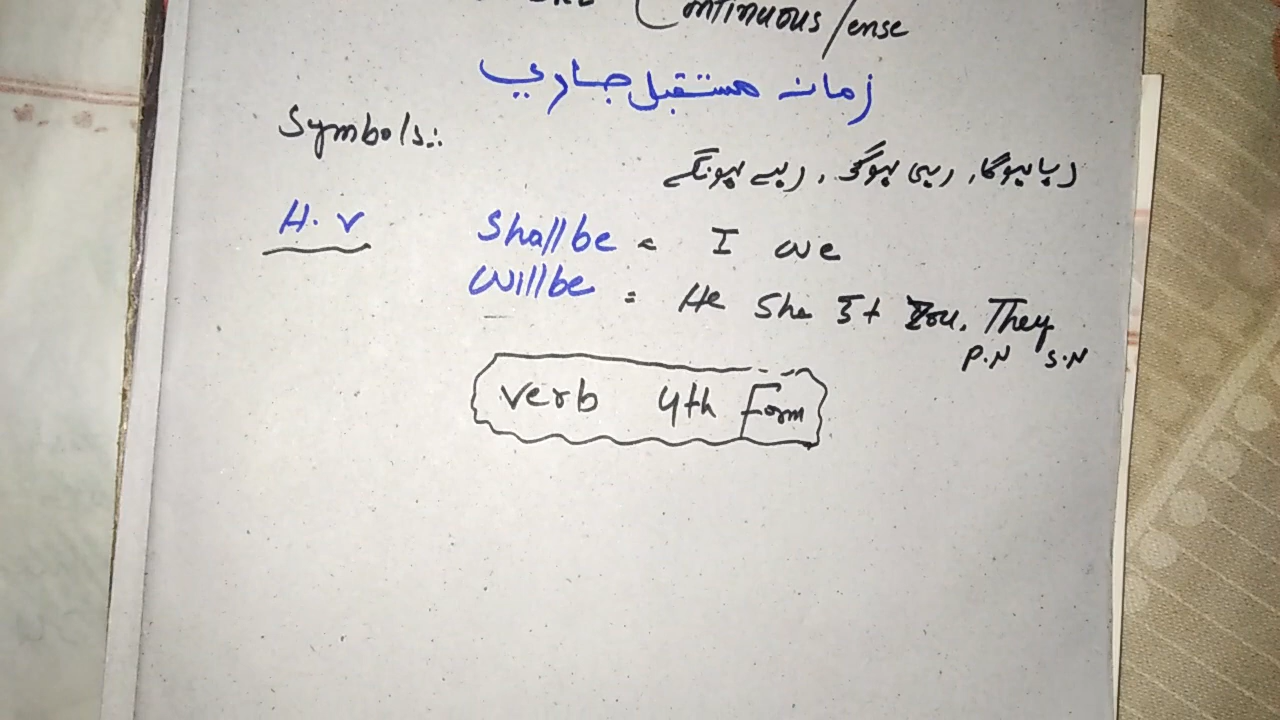 Continuous Tense
زمانہ مستقبل جاري
Symbols:
رہا ہوگا، رہی ہوگی، رہے ہونگے
H. V Shall be = I we
Will be = He She It You, They
P.N S.N
verb 4th Form